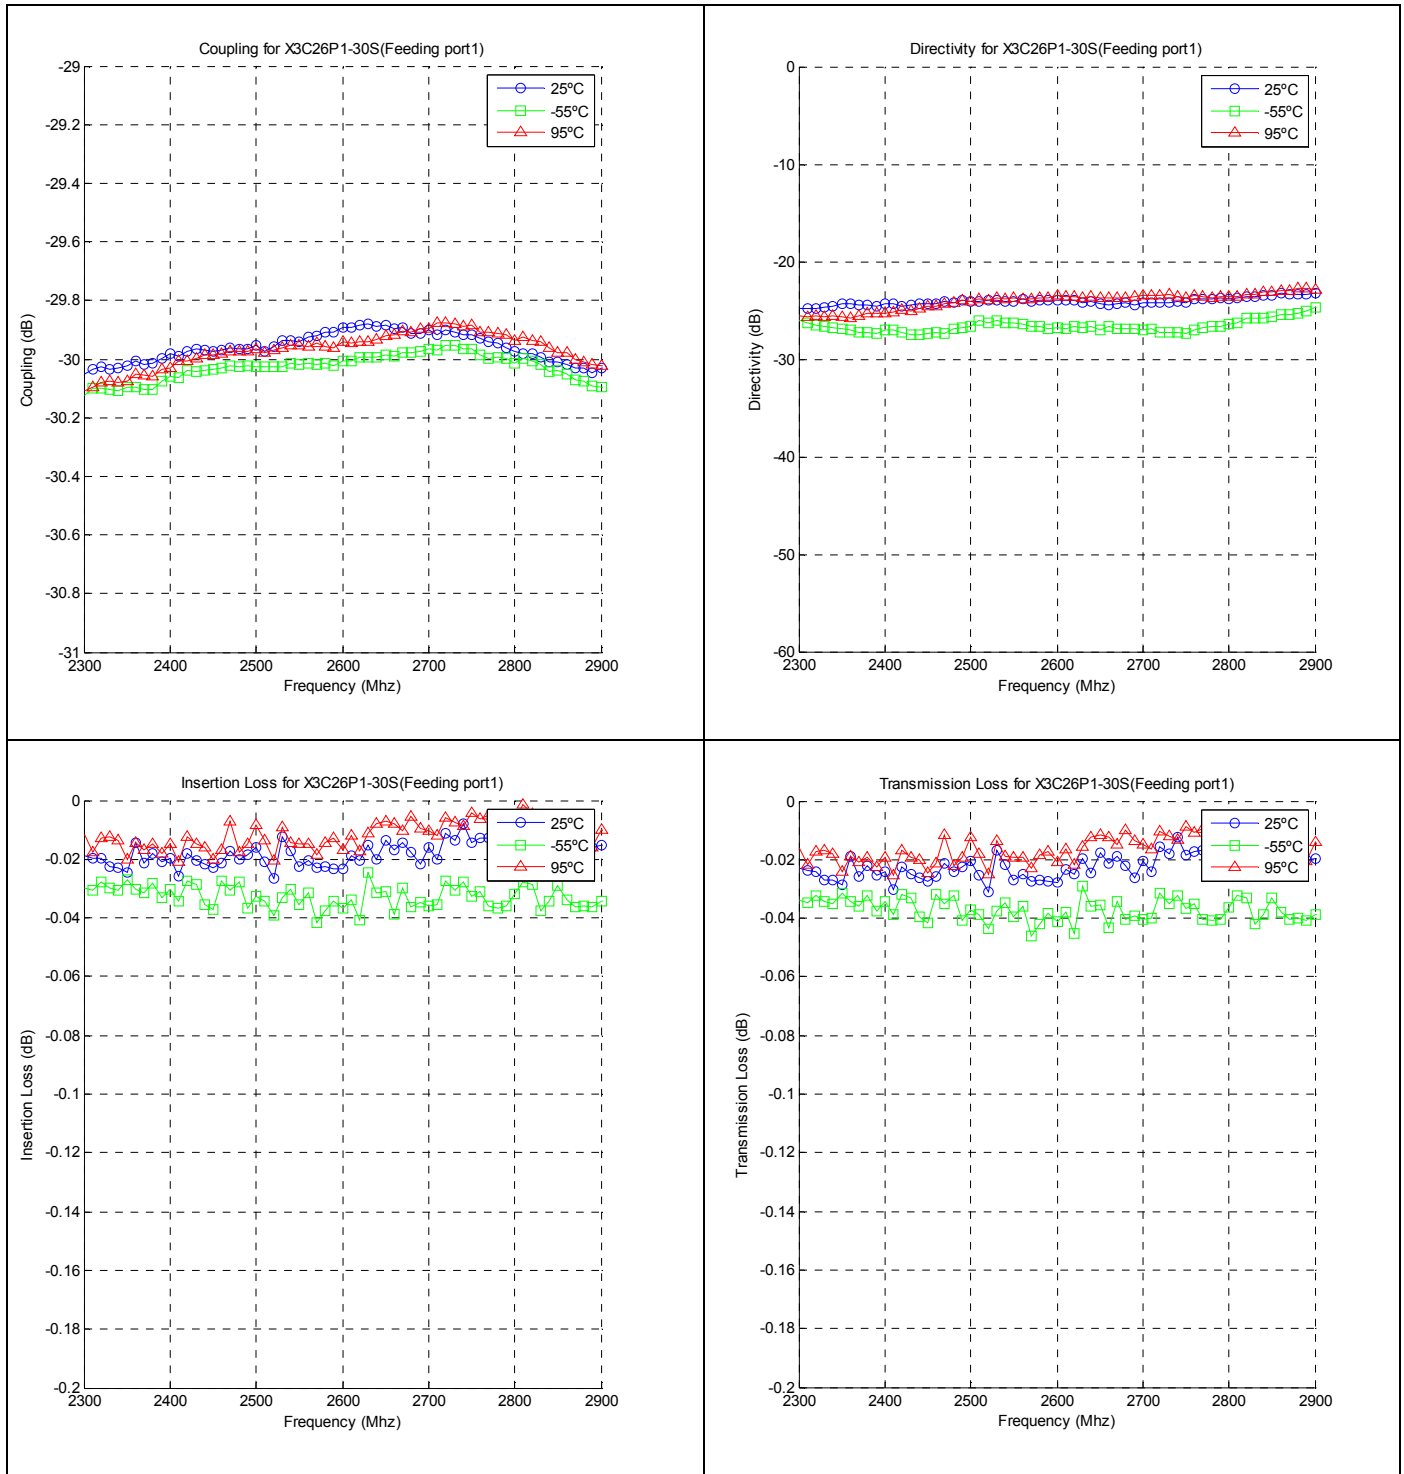 Coupling for X3C26P1-30S(Feeding port1)
-29
-29.2
-29.4
-29.6
-29.8
-30
-30.2
-30.4
-30.6
-30.8
-31
Coupling (dB)
25ºC
-55ºC
95ºC
2300 2400 2500 2600 2700 2800 2900
Frequency (Mhz)
Directivity for X3C26P1-30S(Feeding port1)
0
-10
-20
-30
-40
-50
-60
Directivity (dB)
25ºC
-55ºC
95ºC
2300 2400 2500 2600 2700 2800 2900
Frequency (Mhz)
Insertion Loss for X3C26P1-30S(Feeding port1)
0
-0.02
-0.04
-0.06
-0.08
-0.1
-0.12
-0.14
-0.16
-0.18
-0.2
Insertion Loss (dB)
25ºC
-55ºC
95ºC
2300 2400 2500 2600 2700 2800 2900
Frequency (Mhz)
Transmission Loss for X3C26P1-30S(Feeding port1)
0
-0.02
-0.04
-0.06
-0.08
-0.1
-0.12
-0.14
-0.16
-0.18
-0.2
Transmission Loss (dB)
25ºC
-55ºC
95ºC
2300 2400 2500 2600 2700 2800 2900
Frequency (Mhz)